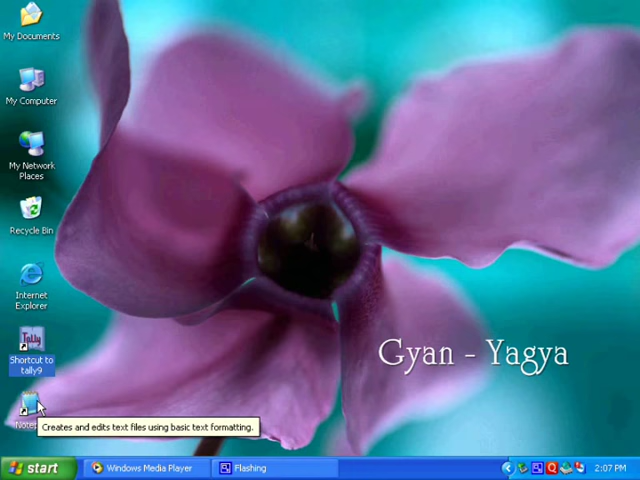 My Documents
My Computer
My Network
Places
Recycle Bin
Internet
Explorer
Tally
Shortcut to
tally9
Creates and edits text files using basic text formatting.
Gyan - Yagya
start
Windows Media Player
Flashing
2:07 PM